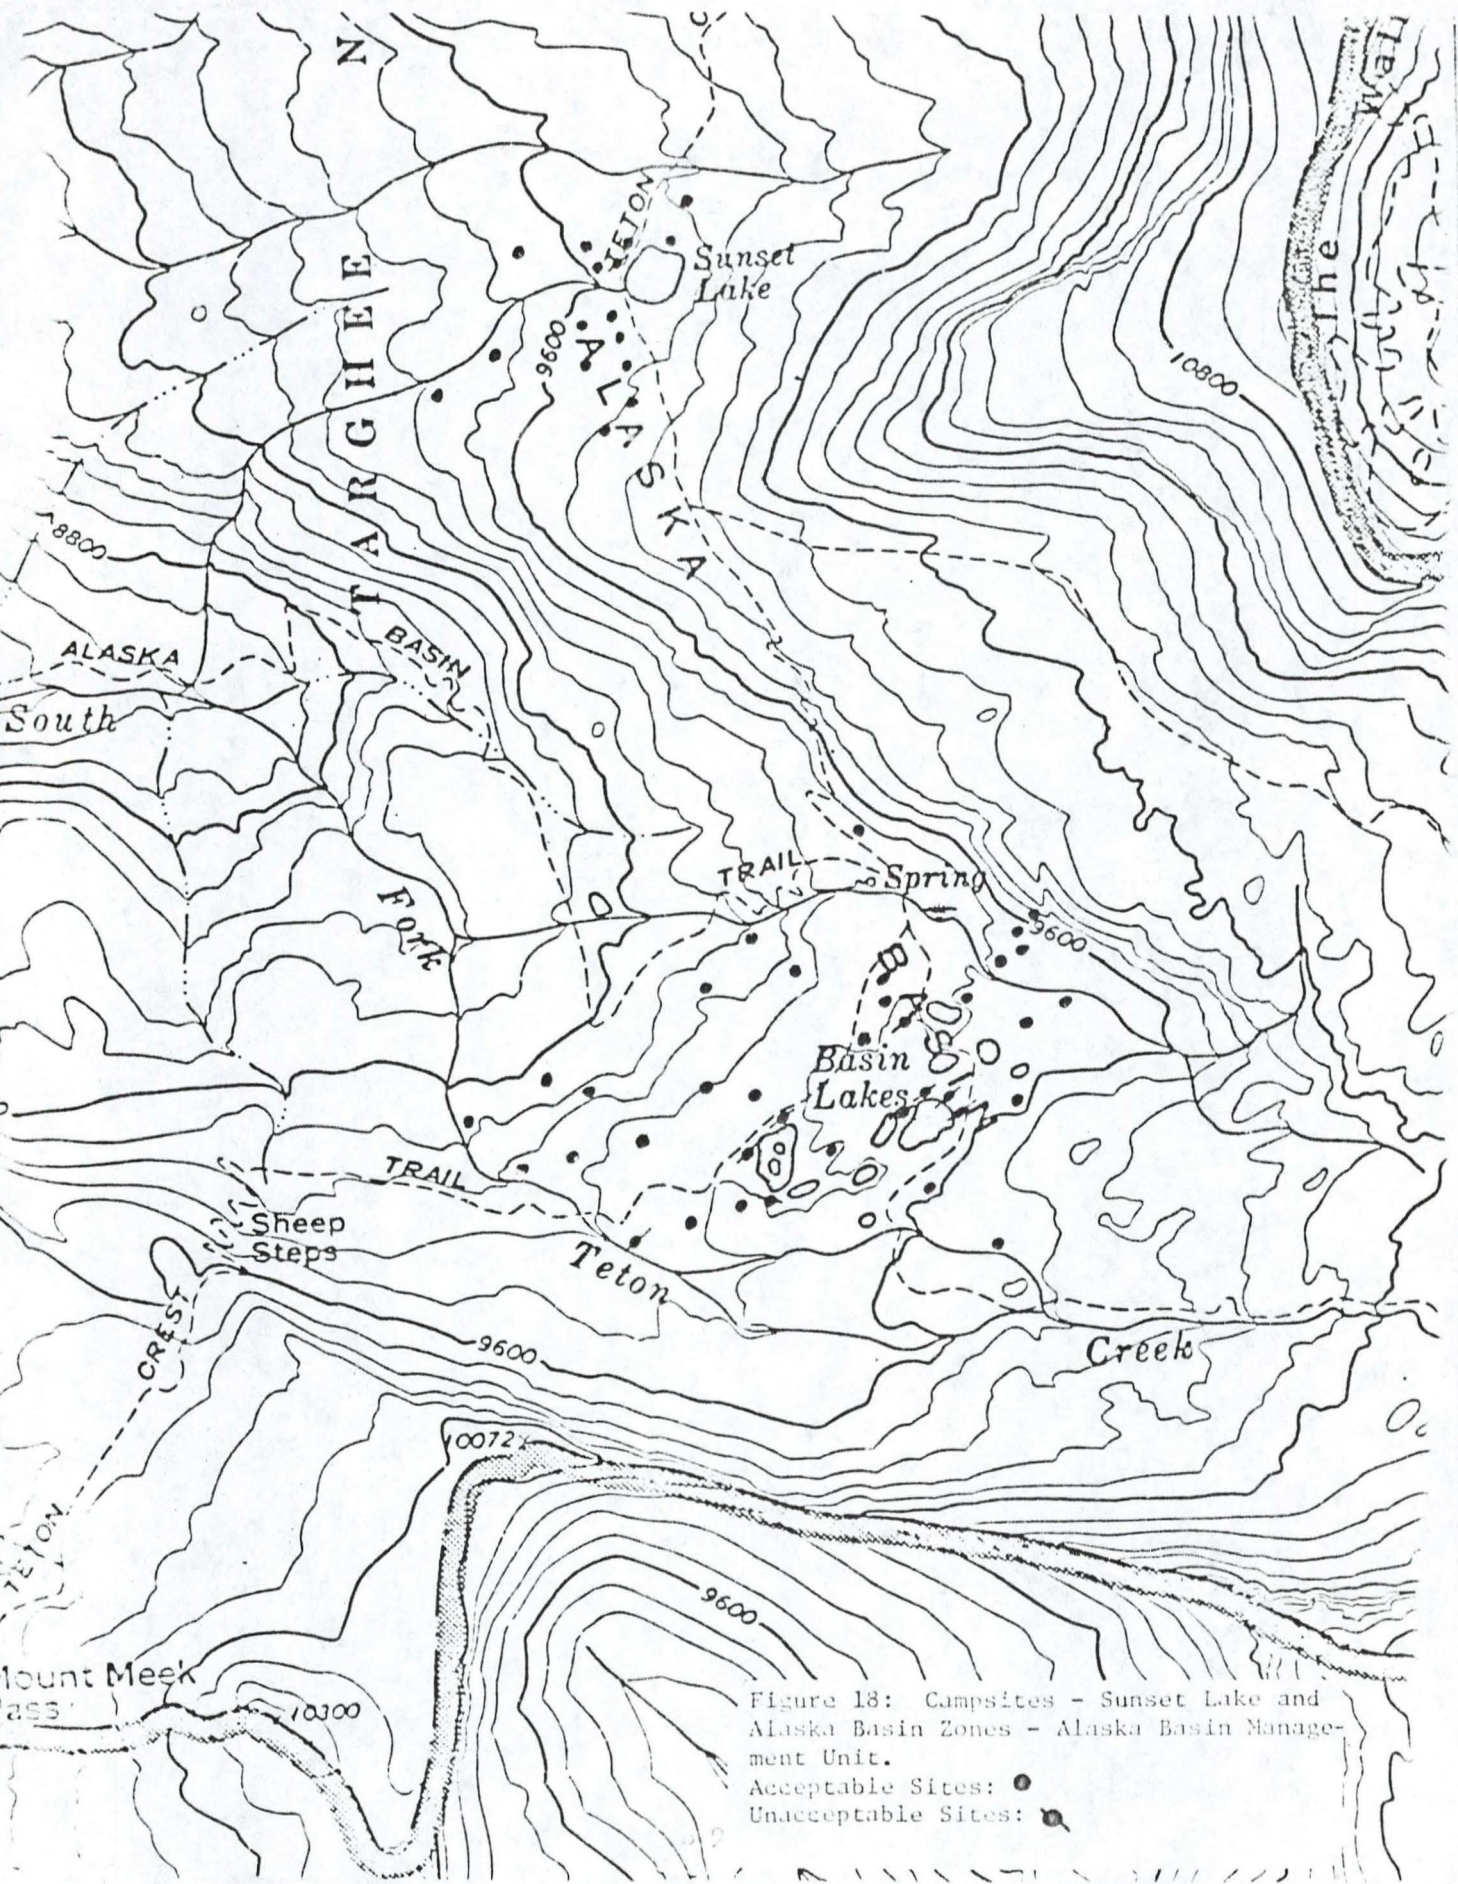 N
The Wall
TETON
Sunset
Lake
TARGHEE
9600
ALASKA
10800
8800
ALASKA
BASIN
South
TRAIL
Spring
Fork
9600
BASIN
Basin
Lakes
TRAIL
Sheep
Steps
Teton
CREST
Creek
9600
10072
TETON
9600
Mount Meek
10300
Figure 18: Campsites - Sunset Lake and
Alaska Basin Zones - Alaska Basin Manage-
ment Unit.
Acceptable Sites:
Unacceptable Sites: